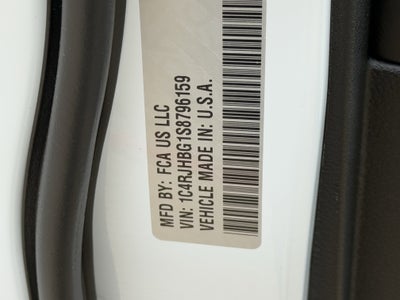 MFD BY: FCA US LLC
VIN: 1C4RJHBG1S8796159
VEHICLE MADE IN: U.S.A.